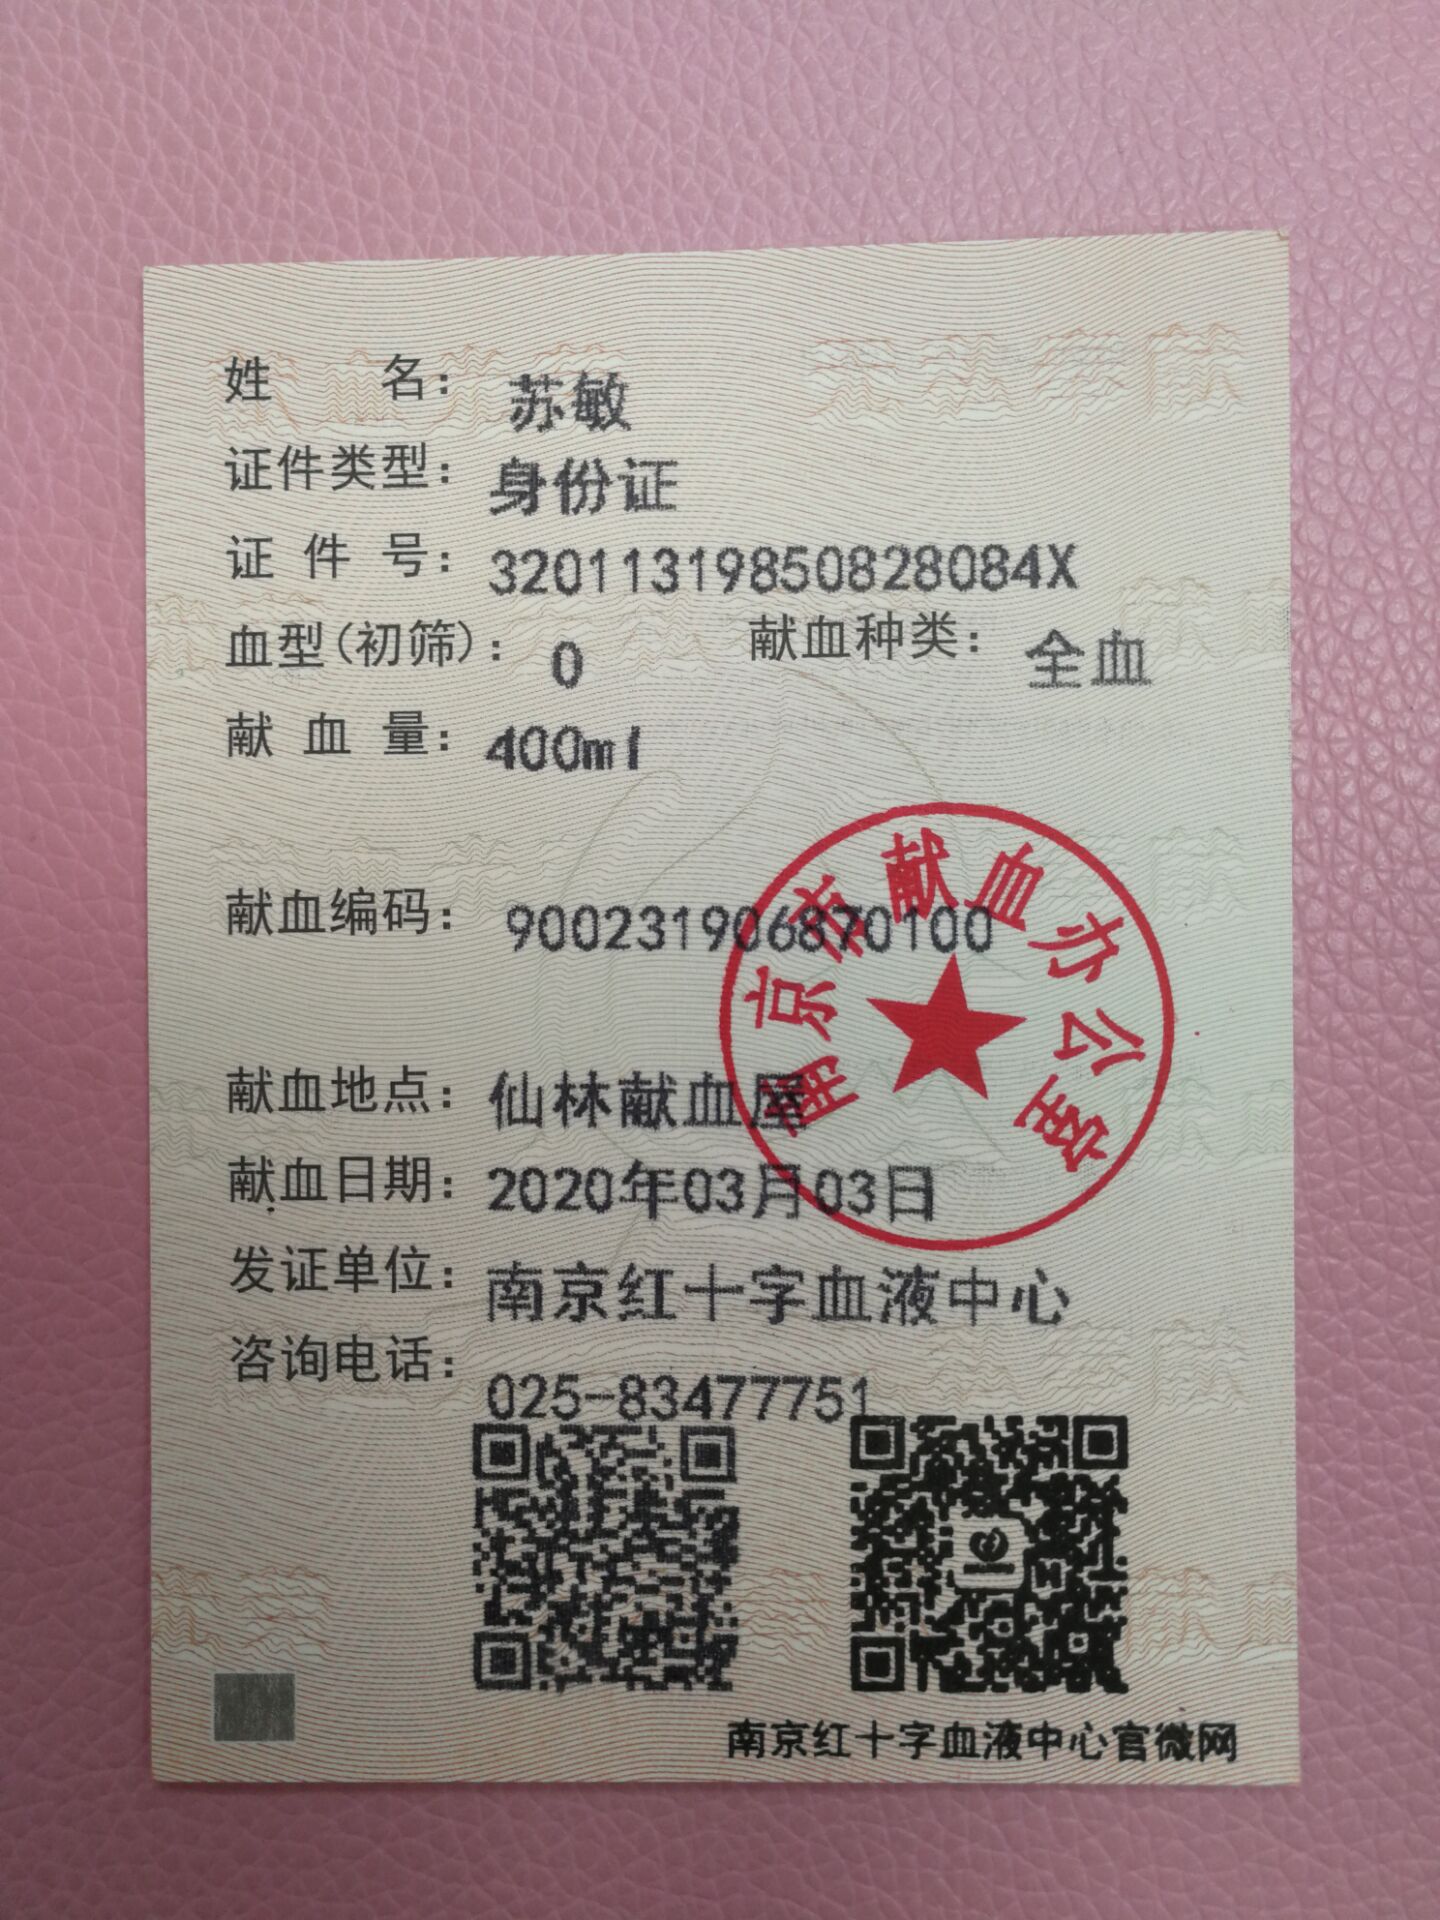 姓 名： 苏敏
证件类型： 身份证
证 件 号： 32011319850828084X
血型(初筛)： O 献血种类： 全血
献 血 量： 400ml
献血编码： 900231906870100
南京市献血办公室
献血地点： 仙林献血屋
献血日期： 2020年03月03日
发证单位： 南京红十字血液中心
咨询电话： 025-83477751
南京红十字血液中心官微网